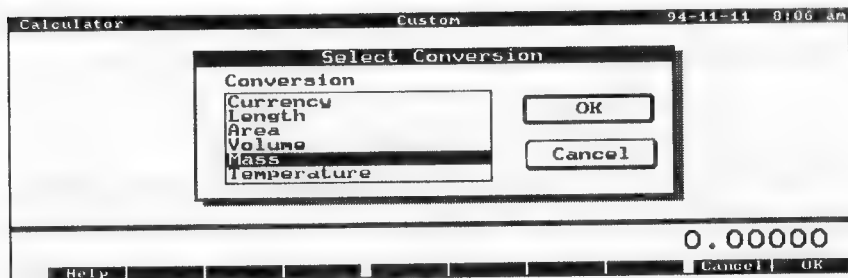 Calculator Custom 94-11-11 8:06 am
Select Conversion
Conversion
Currency
Length
Area
Volume
Mass
Temperature
OK
Cancel
0.00000
Help Cancel OK